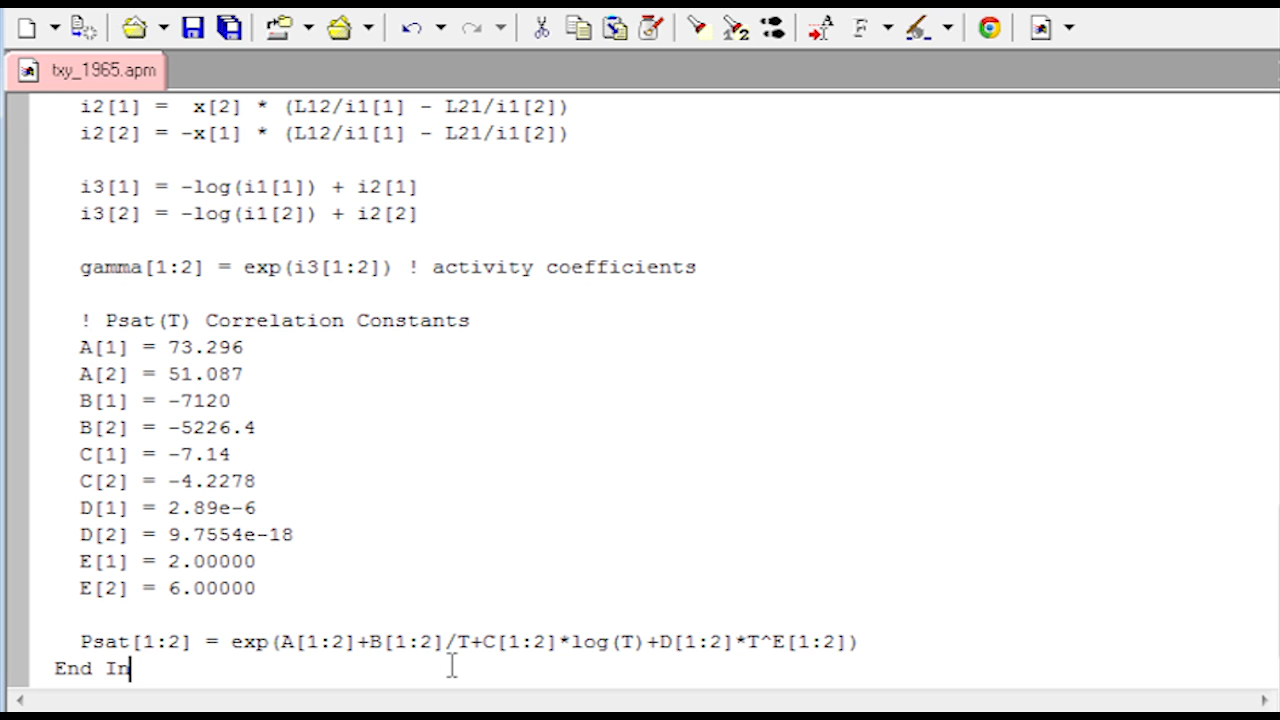 txy_1965.apm
i2[1] =  x[2] * (L12/i1[1] - L21/i1[2])
i2[2] = -x[1] * (L12/i1[1] - L21/i1[2])
i3[1] = -log(i1[1]) + i2[1]
i3[2] = -log(i1[2]) + i2[2]
gamma[1:2] = exp(i3[1:2]) ! activity coefficients
! Psat(T) Correlation Constants
A[1] = 73.296
A[2] = 51.087
B[1] = -7120
B[2] = -5226.4
C[1] = -7.14
C[2] = -4.2278
D[1] = 2.89e-6
D[2] = 9.7554e-18
E[1] = 2.00000
E[2] = 6.00000
Psat[1:2] = exp(A[1:2]+B[1:2]/T+C[1:2]*log(T)+D[1:2]*T^E[1:2])
End In